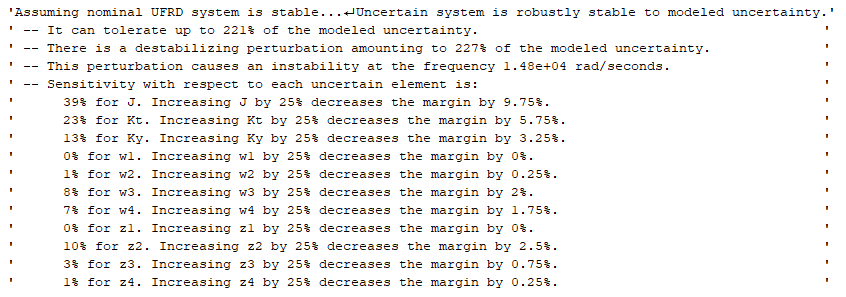 'Assuming nominal UFRD system is stable...↵Uncertain system is robustly stable to modeled uncertainty.'
' -- It can tolerate up to 221% of the modeled uncertainty. '
' -- There is a destabilizing perturbation amounting to 227% of the modeled uncertainty. '
' -- This perturbation causes an instability at the frequency 1.48e+04 rad/seconds. '
' -- Sensitivity with respect to each uncertain element is: '
' 39% for J. Increasing J by 25% decreases the margin by 9.75%. '
' 23% for Kt. Increasing Kt by 25% decreases the margin by 5.75%. '
' 13% for Ky. Increasing Ky by 25% decreases the margin by 3.25%. '
' 0% for w1. Increasing w1 by 25% decreases the margin by 0%. '
' 1% for w2. Increasing w2 by 25% decreases the margin by 0.25%. '
' 8% for w3. Increasing w3 by 25% decreases the margin by 2%. '
' 7% for w4. Increasing w4 by 25% decreases the margin by 1.75%. '
' 0% for z1. Increasing z1 by 25% decreases the margin by 0%. '
' 10% for z2. Increasing z2 by 25% decreases the margin by 2.5%. '
' 3% for z3. Increasing z3 by 25% decreases the margin by 0.75%. '
' 1% for z4. Increasing z4 by 25% decreases the margin by 0.25%. '